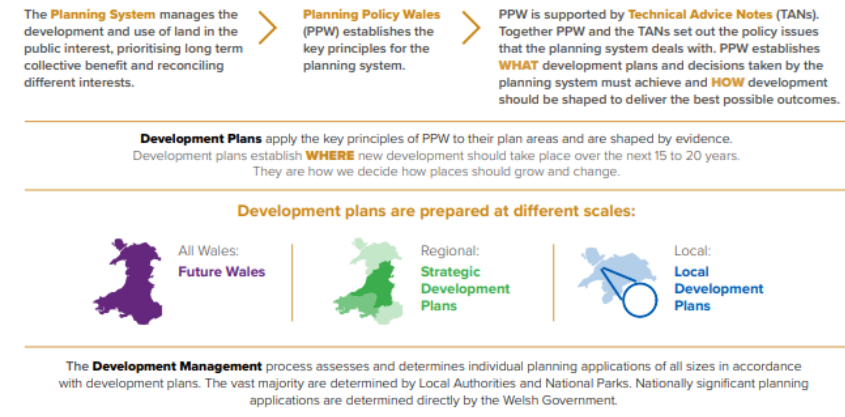 The Planning System manages the
development and use of land in the
public interest, prioritising long term
collective benefit and reconciling
different interests.
Planning Policy Wales
(PPW) establishes the
key principles for the
planning system.
PPW is supported by Technical Advice Notes (TANs).
Together PPW and the TANs set out the policy issues
that the planning system deals with. PPW establishes
WHAT development plans and decisions taken by the
planning system must achieve and HOW development
should be shaped to deliver the best possible outcomes.
Development Plans apply the key principles of PPW to their plan areas and are shaped by evidence.
Development plans establish WHERE new development should take place over the next 15 to 20 years.
They are how we decide how places should grow and change.
Development plans are prepared at different scales:
All Wales:
Future Wales
Regional:
Strategic
Development
Plans
Local:
Local
Development
Plans
The Development Management process assesses and determines individual planning applications of all sizes in accordance
with development plans. The vast majority are determined by Local Authorities and National Parks. Nationally significant planning
applications are determined directly by the Welsh Government.